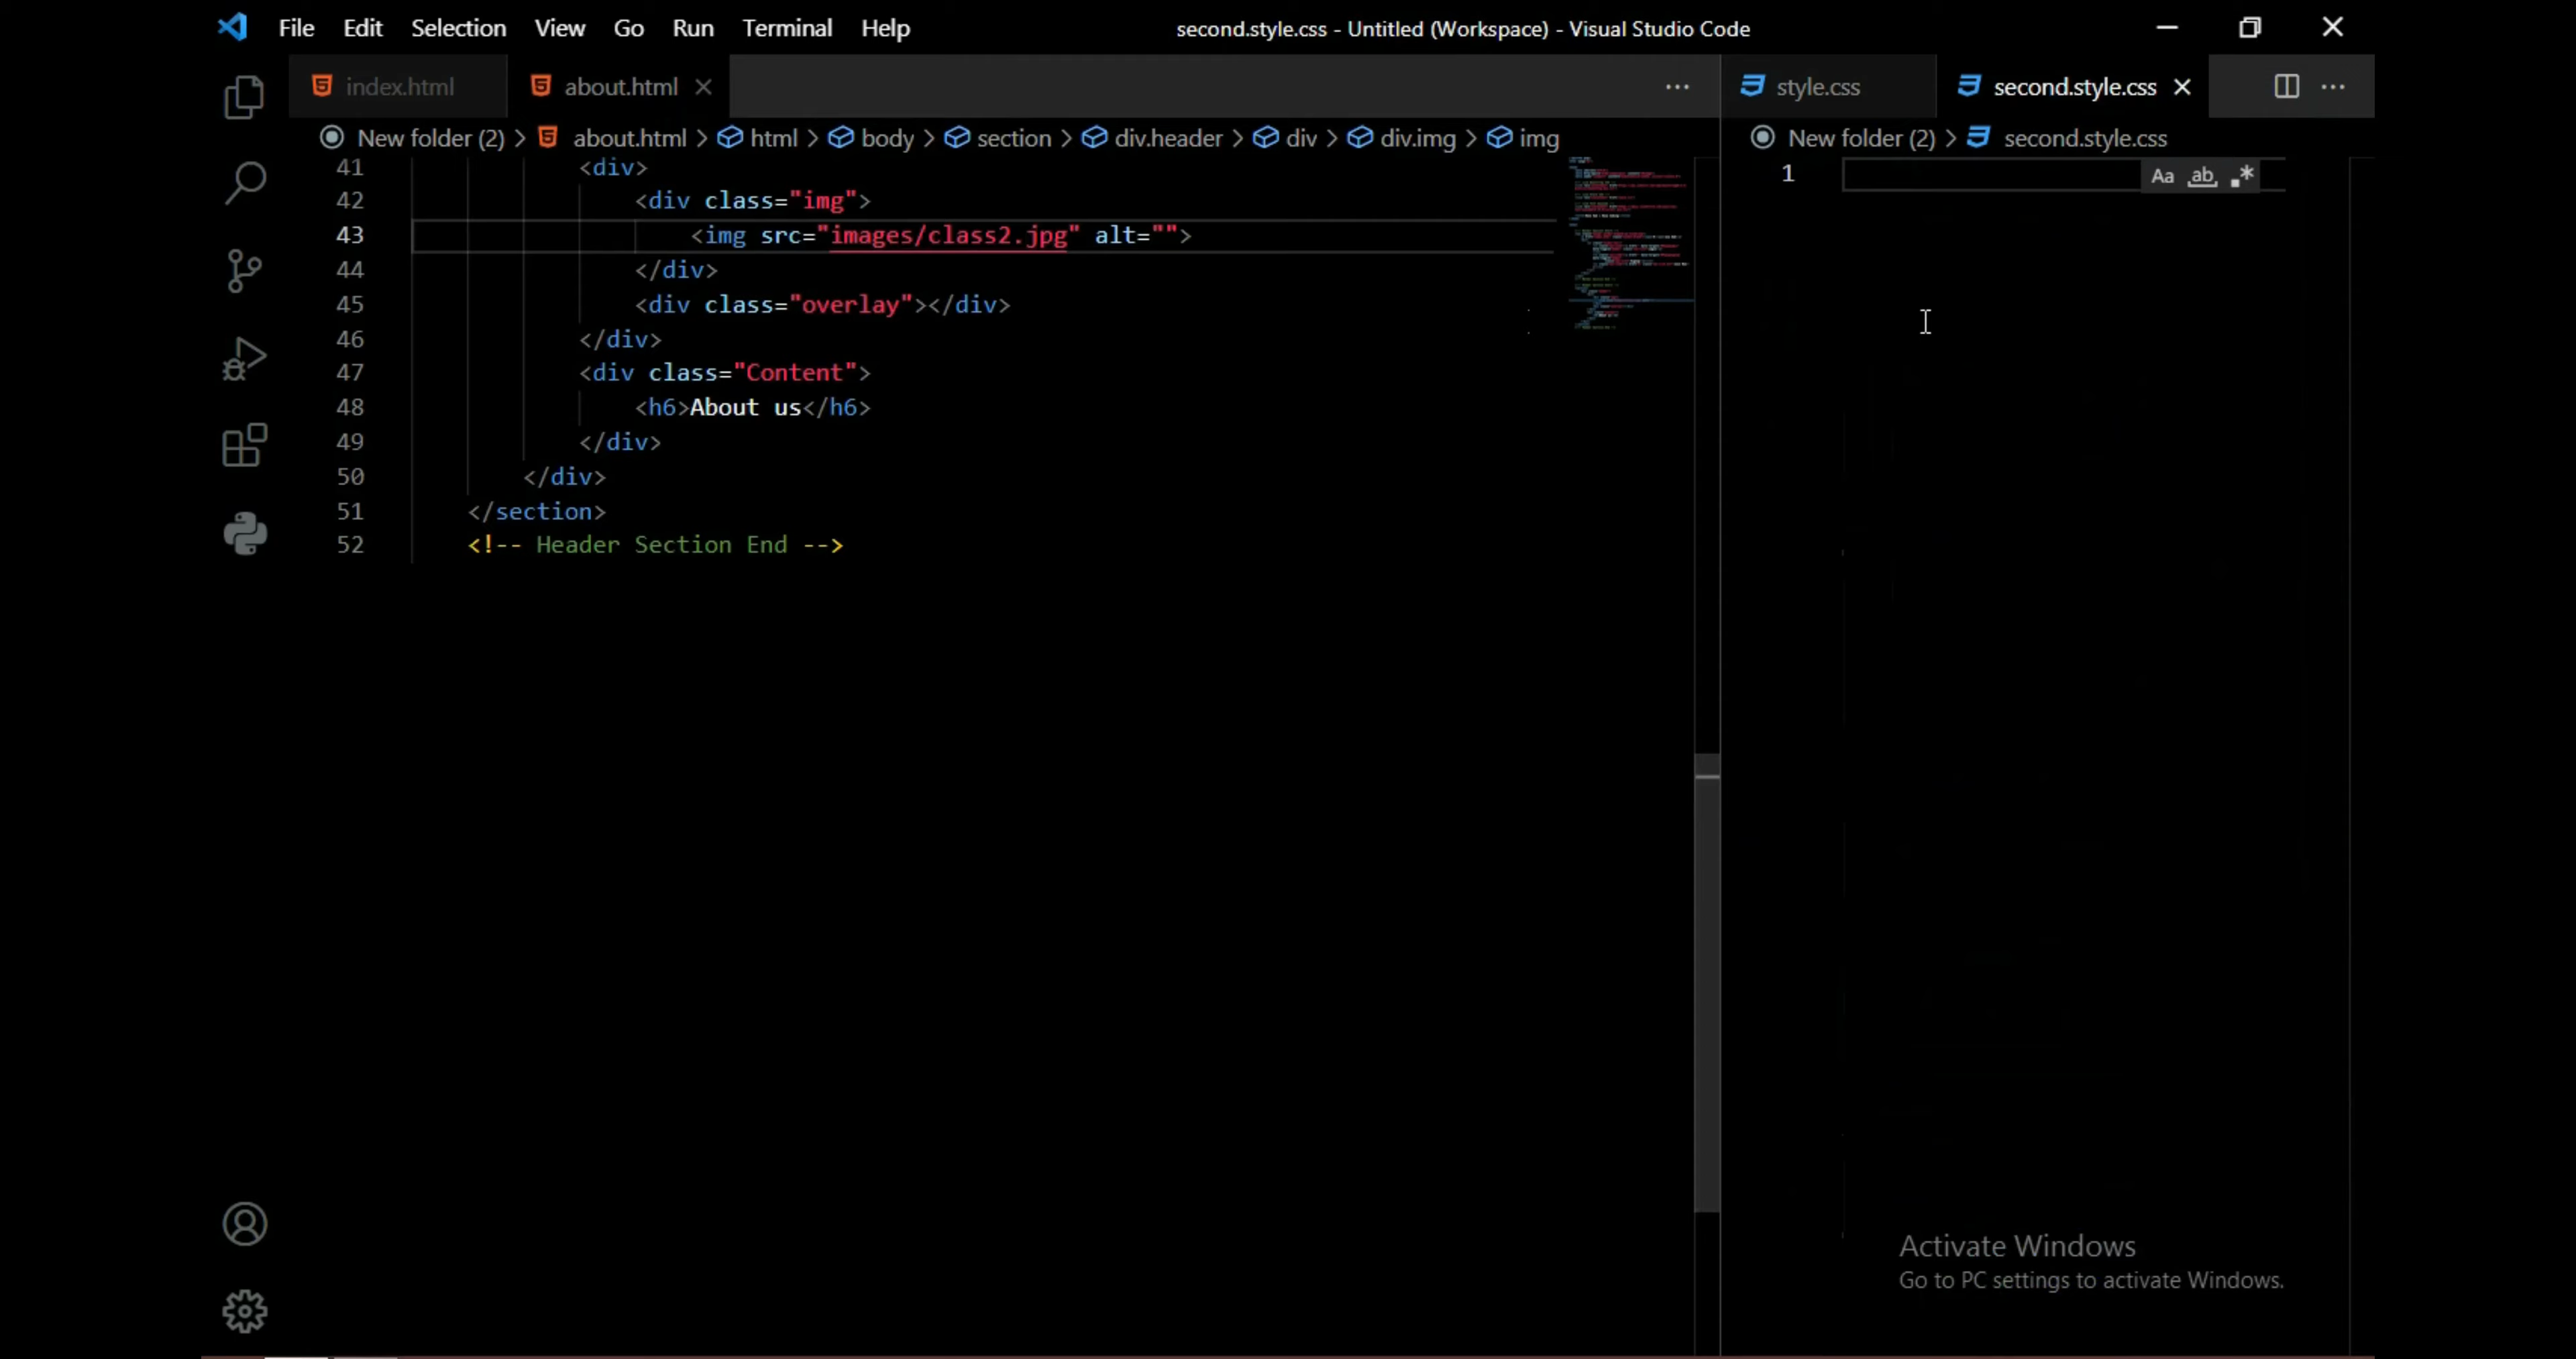 File Edit Selection View Go Run Terminal Help
second.style.css - Untitled (Workspace) - Visual Studio Code
index.html
about.html
New folder (2) > about.html > html > body > section > div.header > div > div.img > img
41 <div>
42 <div class="img">
43 <img src="images/class2.jpg" alt="">
44 </div>
45 <div class="overlay"></div>
46 </div>
47 <div class="Content">
48 <h6>About us</h6>
49 </div>
50 </div>
51 </section>
52 <!-- Header Section End -->
style.css
second.style.css
New folder (2) > second.style.css
1
Aa ab
Activate Windows
Go to PC settings to activate Windows.